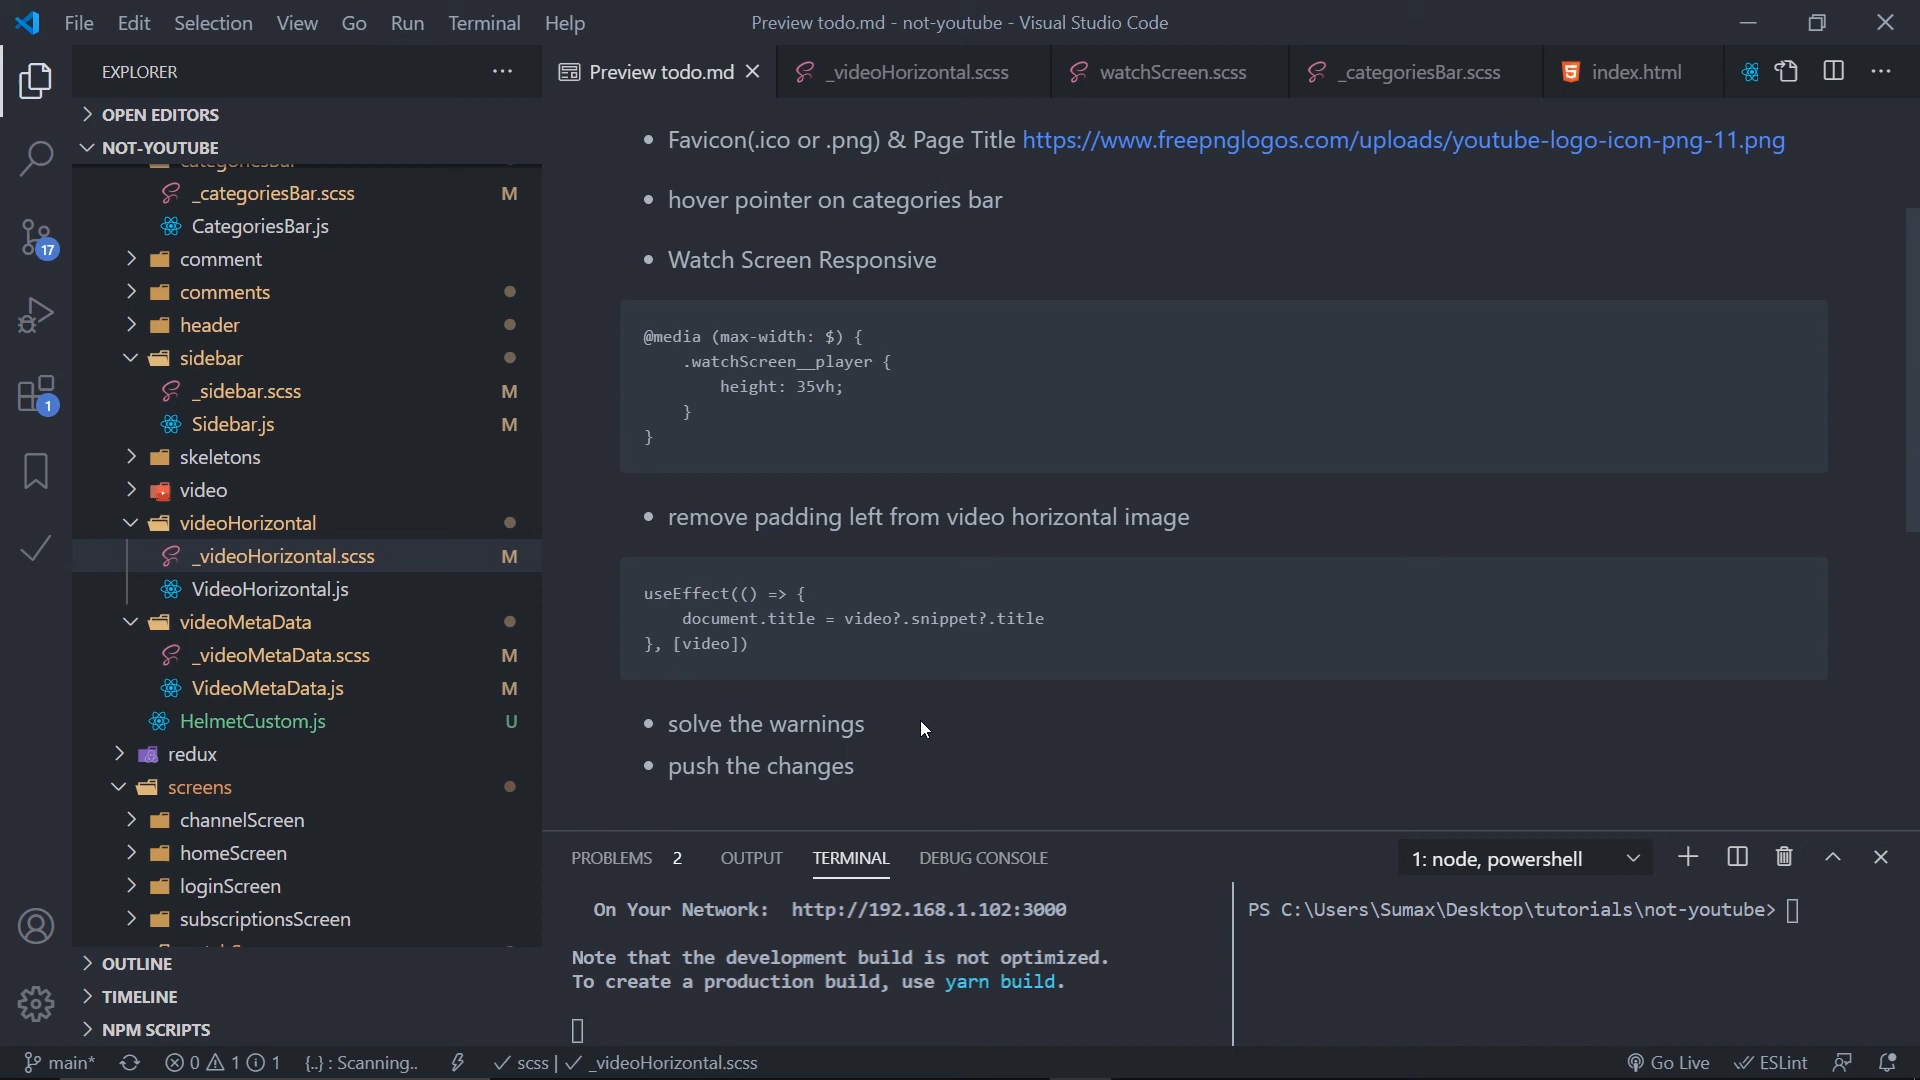 File Edit Selection View Go Run Terminal Help
Preview todo.md - not-youtube - Visual Studio Code
EXPLORER
OPEN EDITORS
NOT-YOUTUBE
_categoriesBar.scss M
CategoriesBar.js
comment
comments
header
sidebar
_sidebar.scss M
Sidebar.js M
skeletons
video
videoHorizontal
_videoHorizontal.scss M
VideoHorizontal.js
videoMetaData
_videoMetaData.scss M
VideoMetaData.js M
HelmetCustom.js U
redux
screens
channelScreen
homeScreen
loginScreen
subscriptionsScreen
OUTLINE
TIMELINE
NPM SCRIPTS
17
1
Preview todo.md
_videoHorizontal.scss
watchScreen.scss
_categoriesBar.scss
index.html
• Favicon(.ico or .png) & Page Title https://www.freepnglogos.com/uploads/youtube-logo-icon-png-11.png
• hover pointer on categories bar
• Watch Screen Responsive
@media (max-width: $) {
.watchScreen__player {
height: 35vh;
}
}
• remove padding left from video horizontal image
useEffect(() => {
document.title = video?.snippet?.title
}, [video])
• solve the warnings
• push the changes
PROBLEMS 2 OUTPUT TERMINAL DEBUG CONSOLE
1: node, powershell
On Your Network: http://192.168.1.102:3000
Note that the development build is not optimized.
To create a production build, use yarn build.
PS C:\Users\Sumax\Desktop\tutorials\not-youtube>
main* 0 1 1 {..} : Scanning.. scss | _videoHorizontal.scss
Go Live ESLint